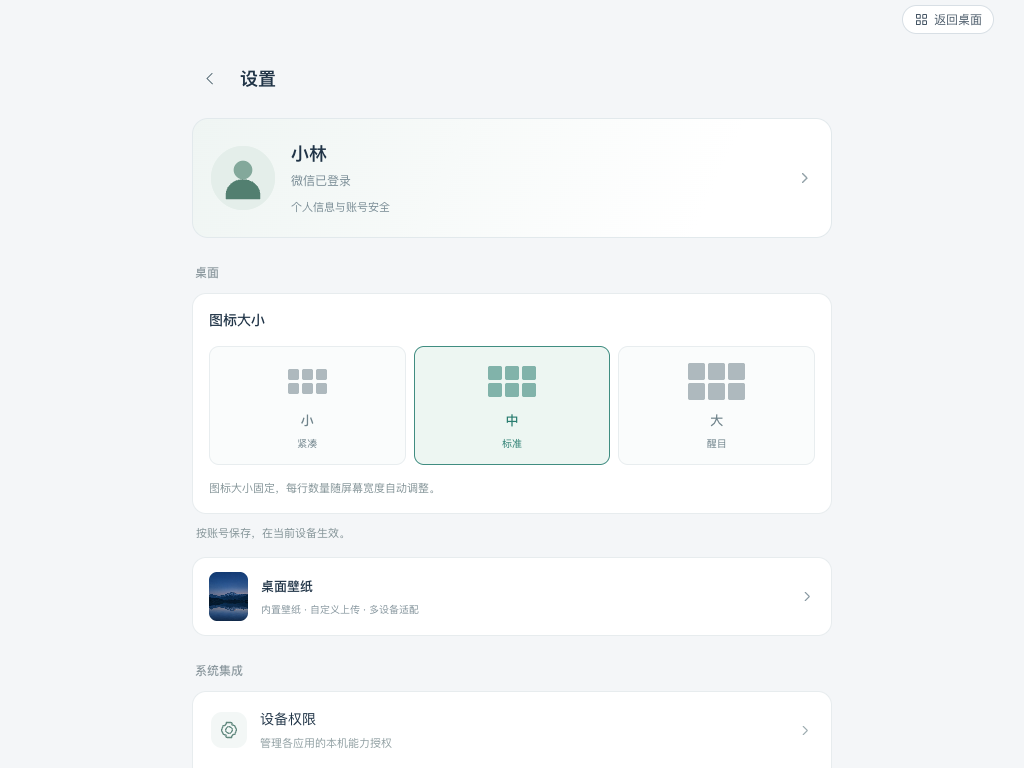 返回桌面
设置
小林
微信已登录
个人信息与账号安全
桌面
图标大小
小
紧凑
中
标准
大
醒目
图标大小固定，每行数量随屏幕宽度自动调整。
按账号保存，在当前设备生效。
桌面壁纸
内置壁纸 · 自定义上传 · 多设备适配
系统集成
设备权限
管理各应用的本机能力授权